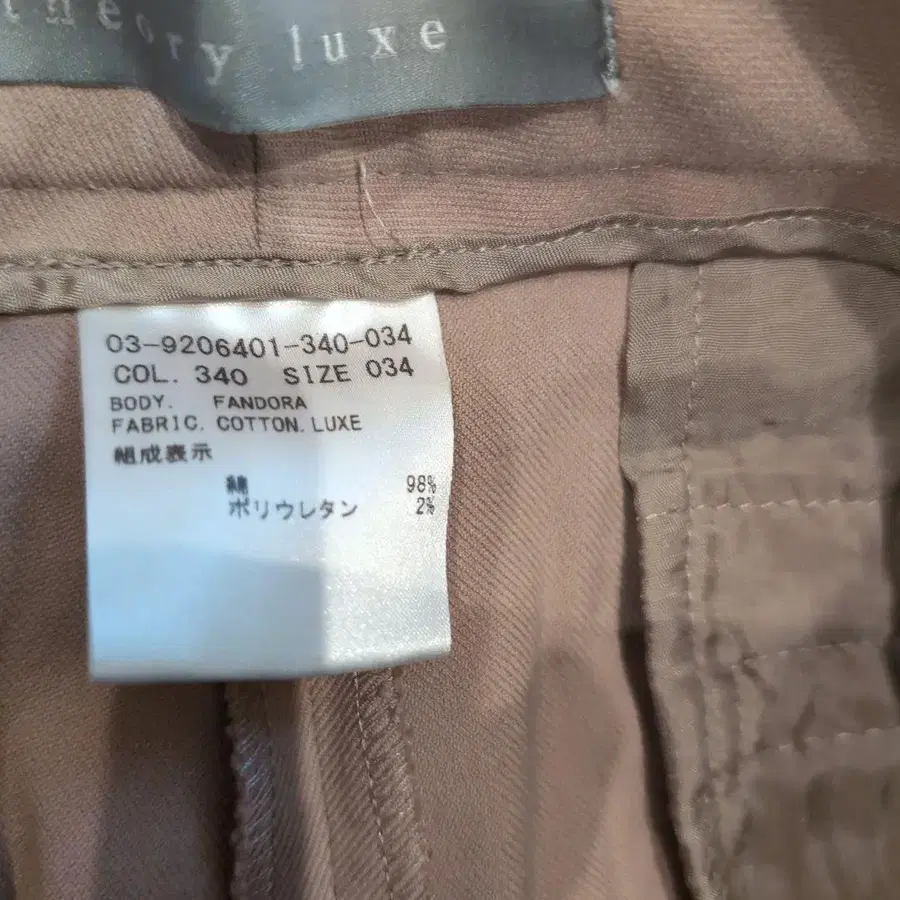 theory luxe
03-9206401-340-034
COL. 340 SIZE 034
BODY. FANDORA
FABRIC. COTTON. LUXE
組成表示
綿 98%
ポリウレタン 2%